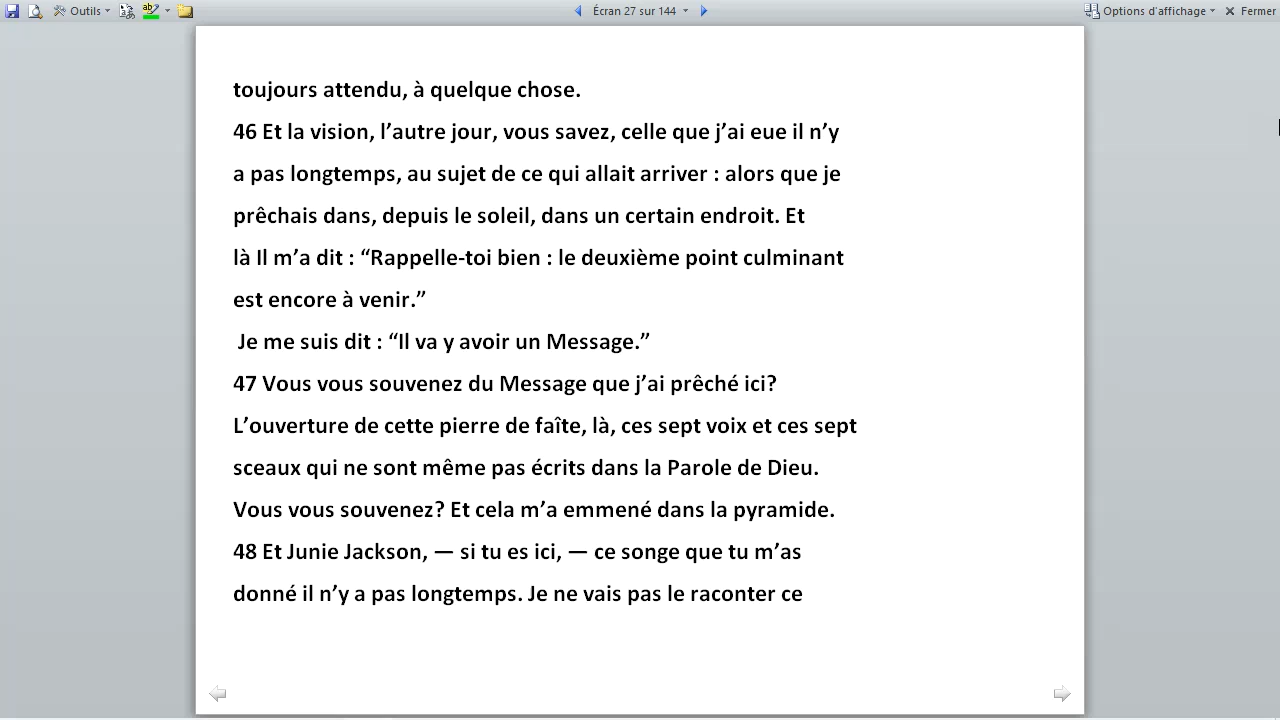 Outils
Écran 27 sur 144
Options d'affichage
Fermer
toujours attendu, à quelque chose.
46 Et la vision, l’autre jour, vous savez, celle que j’ai eue il n’y
a pas longtemps, au sujet de ce qui allait arriver : alors que je
prêchais dans, depuis le soleil, dans un certain endroit. Et
là Il m’a dit : “Rappelle-toi bien : le deuxième point culminant
est encore à venir.”
Je me suis dit : “Il va y avoir un Message.”
47 Vous vous souvenez du Message que j’ai prêché ici?
L’ouverture de cette pierre de faîte, là, ces sept voix et ces sept
sceaux qui ne sont même pas écrits dans la Parole de Dieu.
Vous vous souvenez? Et cela m’a emmené dans la pyramide.
48 Et Junie Jackson, — si tu es ici, — ce songe que tu m’as
donné il n’y a pas longtemps. Je ne vais pas le raconter ce